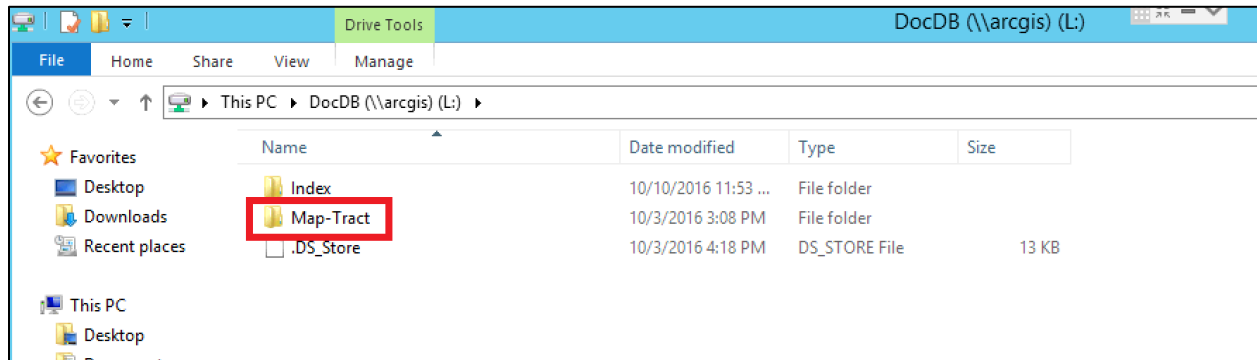 Drive Tools DocDB (\\arcgis) (L:)
File Home Share View Manage
This PC DocDB (\\arcgis) (L:)
Name Date modified Type Size
Favorites
Desktop Index 10/10/2016 11:53 ... File folder
Downloads Map-Tract 10/3/2016 3:08 PM File folder
Recent places .DS_Store 10/3/2016 4:18 PM DS_STORE File 13 KB
This PC
Desktop